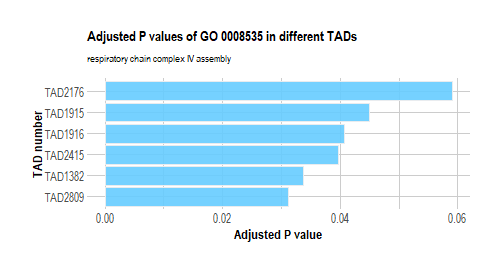 Adjusted P values of GO 0008535 in different TADs
respiratory chain complex IV assembly
TAD number
TAD2176
TAD1915
TAD1916
TAD2415
TAD1382
TAD2809
0.00 0.02 0.04 0.06
Adjusted P value